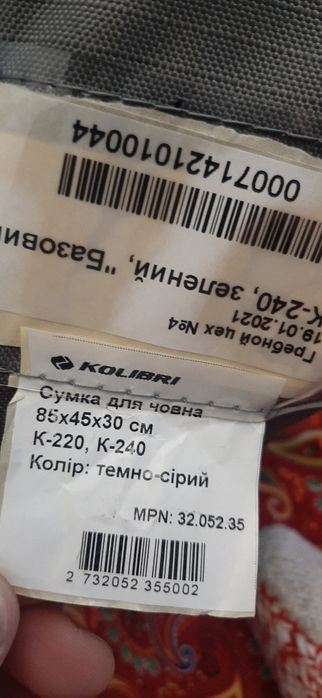 00071421010044
К-240, зелений, "Базовий
19.01.2021
Гребной цех №4
KOLIBRI
Сумка для човна
85x45x30 см
К-220, К-240
Колір: темно-сірий
MPN: 32.052.35
2 732052 355002